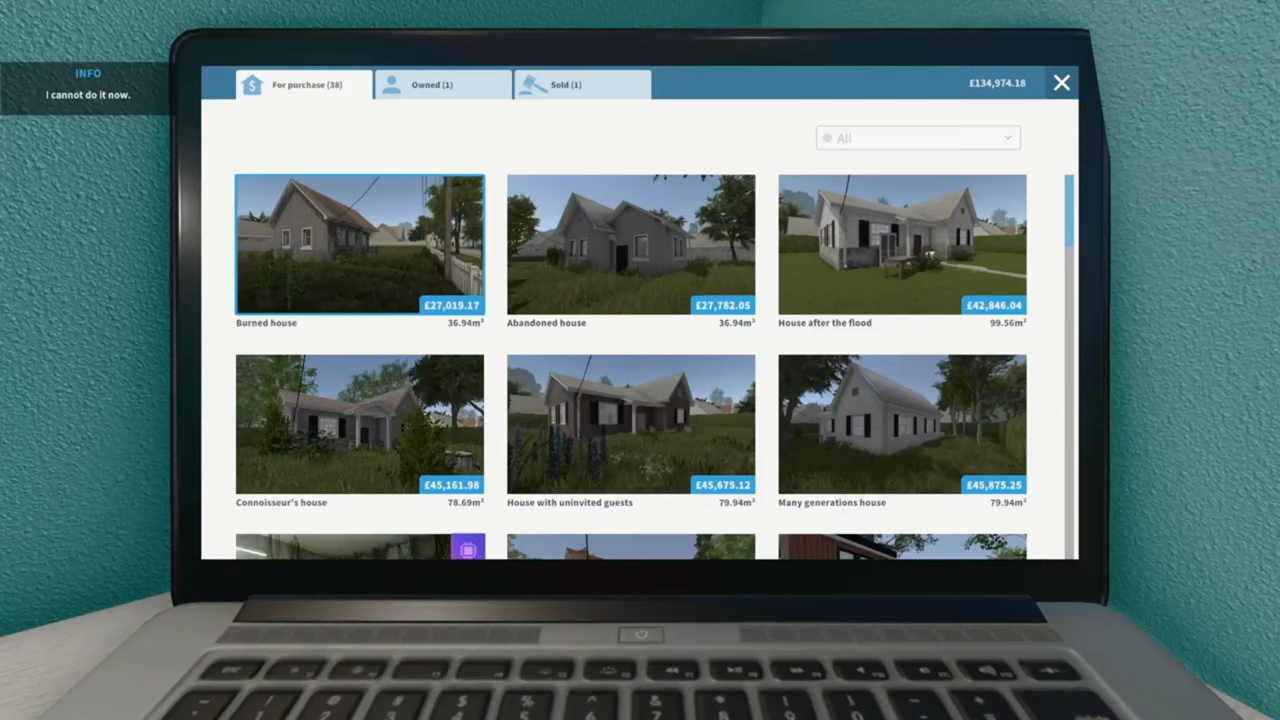 INFO
I cannot do it now.
For purchase (38)
Owned (1)
Sold (1)
£134,974.18
All
£27,019.17
Burned house
36.94m²
£27,782.05
Abandoned house
36.94m²
£42,846.04
House after the flood
99.56m²
£45,161.98
Connoisseur's house
78.69m²
£45,675.12
House with uninvited guests
79.94m²
£45,875.25
Many generations house
79.94m²